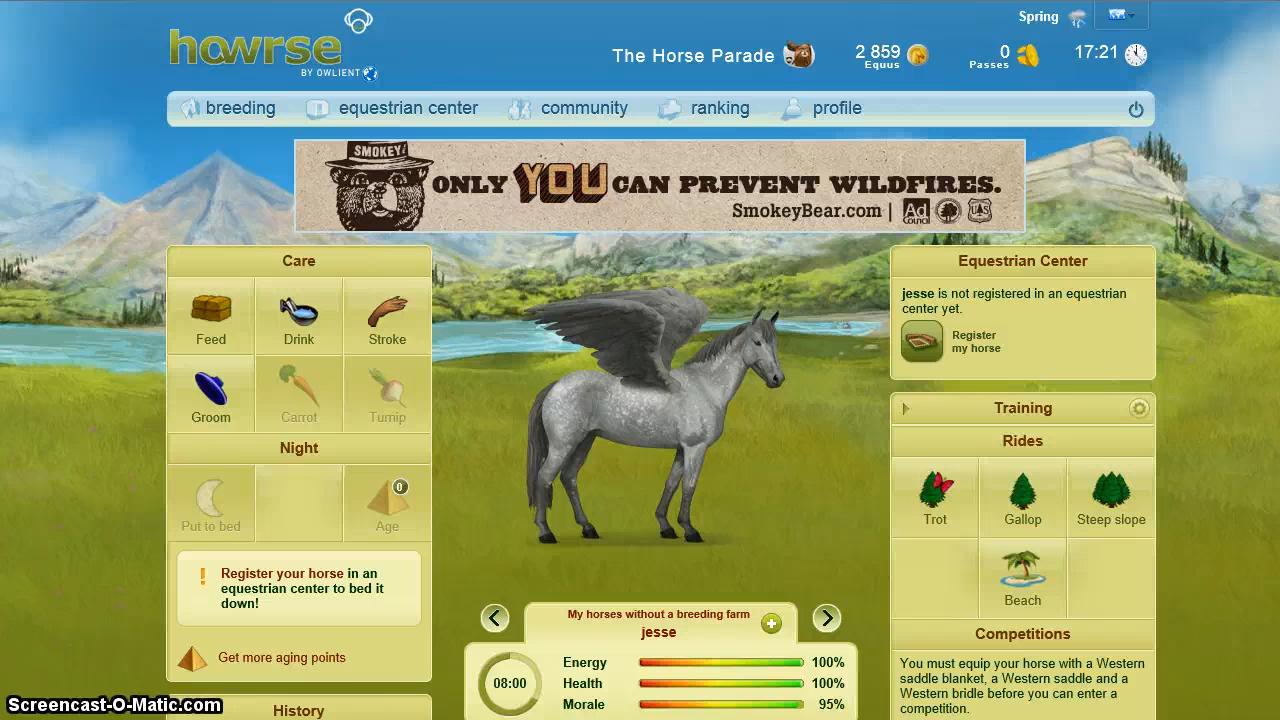 Spring
howrse
BY OWLIENT
The Horse Parade
2 859
Equus
0
Passes
17:21
breeding
equestrian center
community
ranking
profile
SMOKEY
ONLY YOU CAN PREVENT WILDFIRES.
SmokeyBear.com |
Ad
COUNCIL
U S
Care
Feed
Drink
Stroke
Groom
Carrot
Turnip
Night
Put to bed
0
Age
! Register your horse in an
equestrian center to bed it
down!
Get more aging points
History
My horses without a breeding farm
jesse
08:00
Energy 100%
Health 100%
Morale 95%
Equestrian Center
jesse is not registered in an equestrian
center yet.
Register
my horse
Training
Rides
Trot
Gallop
Steep slope
Beach
Competitions
You must equip your horse with a Western
saddle blanket, a Western saddle and a
Western bridle before you can enter a
competition.
Screencast-O-Matic.com